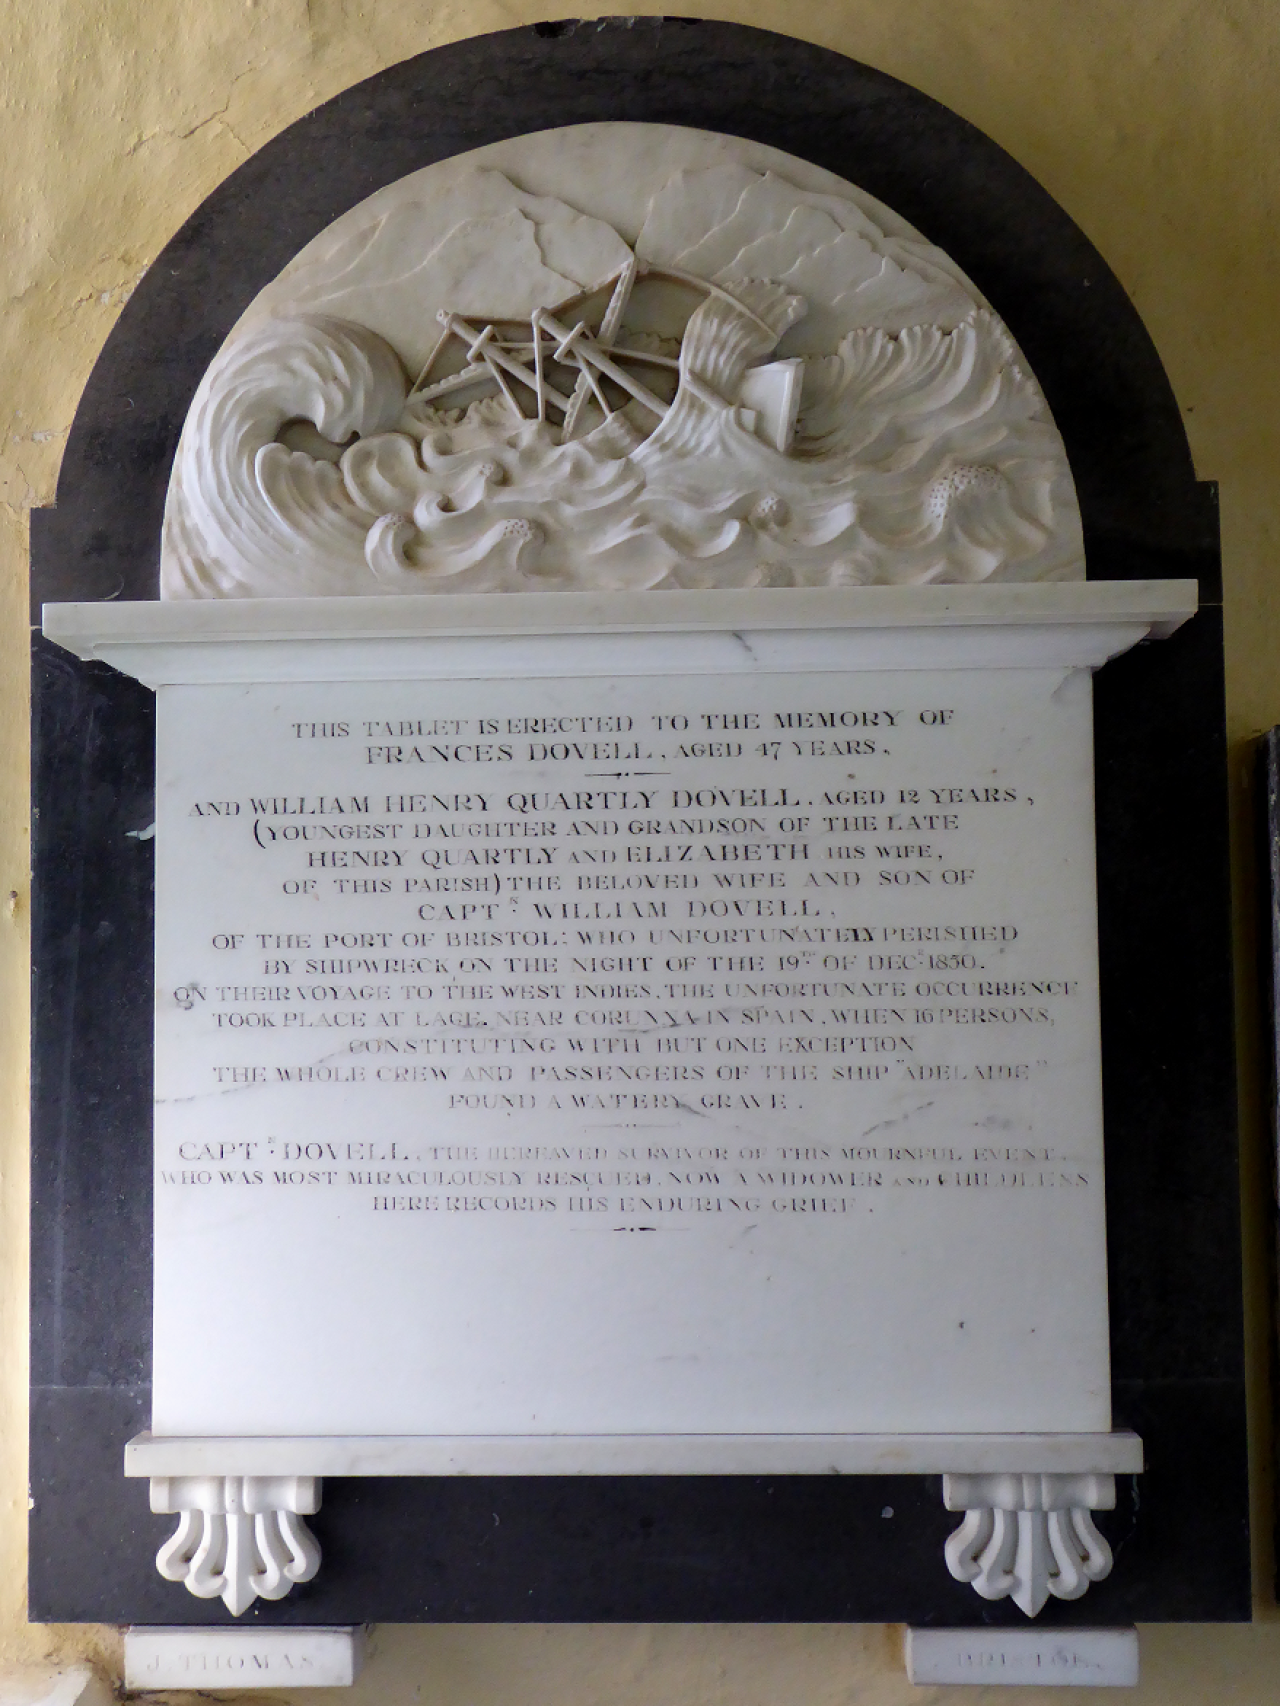 THIS TABLET IS ERECTED TO THE MEMORY OF
FRANCES DOVELL, AGED 47 YEARS,
AND WILLIAM HENRY QUARTLY DOVELL, AGED 12 YEARS,
(YOUNGEST DAUGHTER AND GRANDSON OF THE LATE
HENRY QUARTLY AND ELIZABETH HIS WIFE,
OF THIS PARISH) THE BELOVED WIFE AND SON OF
CAPTN. WILLIAM DOVELL,
OF THE PORT OF BRISTOL: WHO UNFORTUNATELY PERISHED
BY SHIPWRECK ON THE NIGHT OF THE 19TH. OF DECR. 1850.
ON THEIR VOYAGE TO THE WEST INDIES, THE UNFORTUNATE OCCURRENCE
TOOK PLACE AT LAGE, NEAR CORUNNA IN SPAIN, WHEN 16 PERSONS,
CONSTITUTING WITH BUT ONE EXCEPTION
THE WHOLE CREW AND PASSENGERS OF THE SHIP "ADELAIDE"
FOUND A WATERY GRAVE.
CAPTN. DOVELL, THE BEREAVED SURVIVOR OF THIS MOURNFUL EVENT,
WHO WAS MOST MIRACULOUSLY RESCUED, NOW A WIDOWER AND CHILDLESS
HERE RECORDS HIS ENDURING GRIEF.
J. THOMAS
BRISTOL.